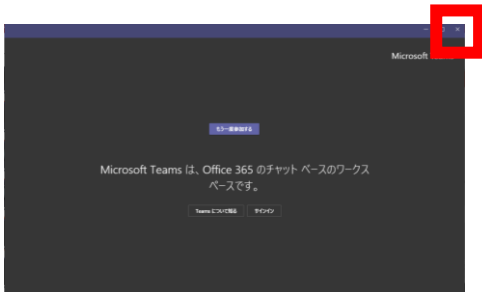 Microsoft
もう一度参加する
Microsoft Teams は、Office 365 のチャット ベースのワークス
ペースです。
Teams について知る サインイン